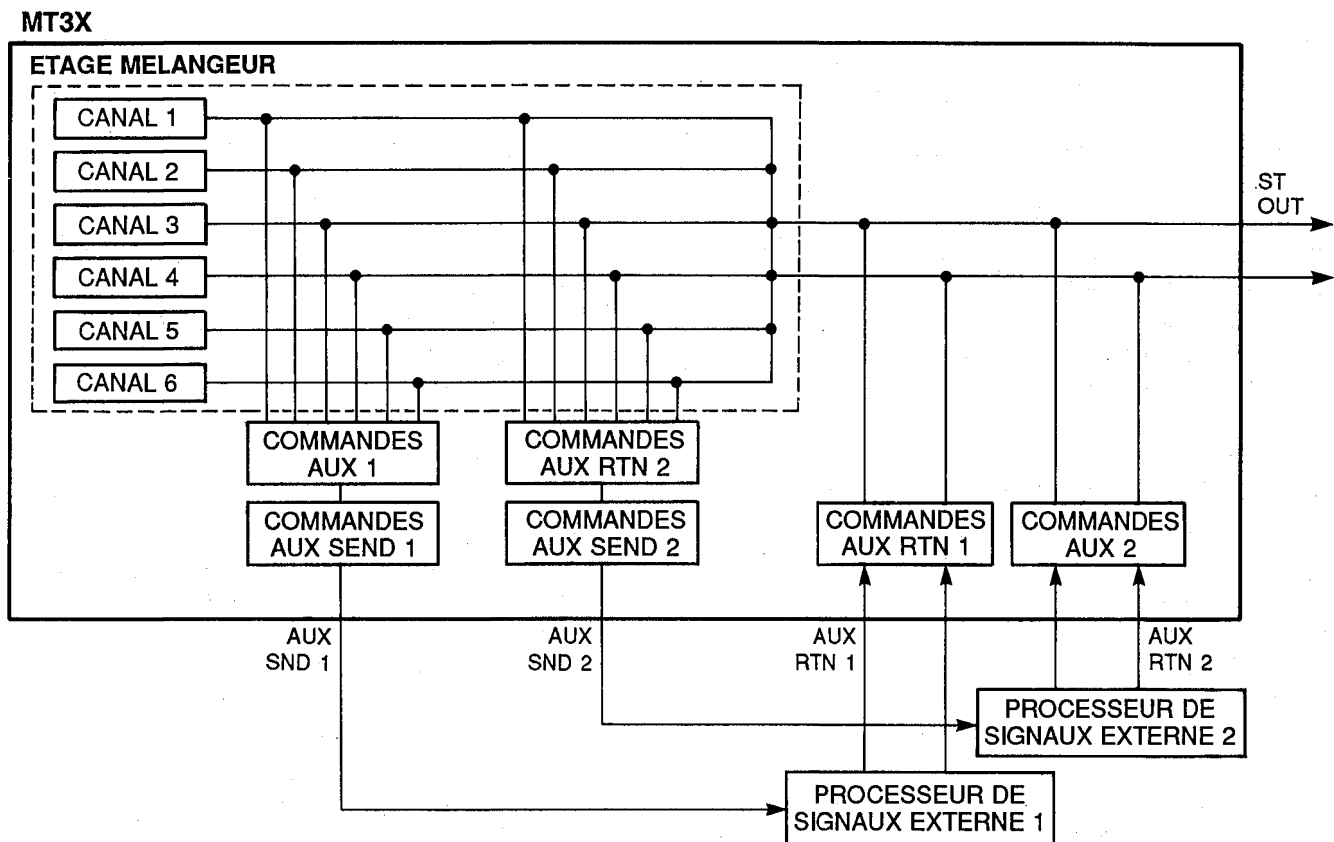 MT3X
ETAGE MELANGEUR
CANAL 1
CANAL 2
CANAL 3
CANAL 4
CANAL 5
CANAL 6
ST
OUT
COMMANDES
AUX 1
COMMANDES
AUX RTN 2
COMMANDES
AUX SEND 1
COMMANDES
AUX SEND 2
COMMANDES
AUX RTN 1
COMMANDES
AUX 2
AUX
SND 1
AUX
SND 2
AUX
RTN 1
AUX
RTN 2
PROCESSEUR DE
SIGNAUX EXTERNE 2
PROCESSEUR DE
SIGNAUX EXTERNE 1